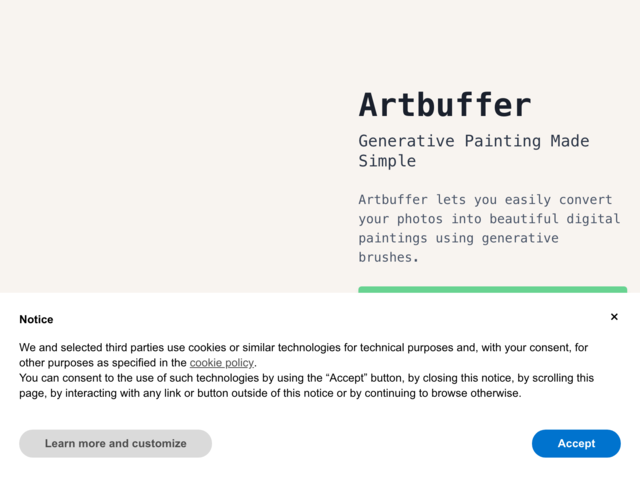 Artbuffer
Generative Painting Made
Simple
Artbuffer lets you easily convert
your photos into beautiful digital
paintings using generative
brushes.
Notice
×
We and selected third parties use cookies or similar technologies for technical purposes and, with your consent, for
other purposes as specified in the cookie policy.
You can consent to the use of such technologies by using the “Accept” button, by closing this notice, by scrolling this
page, by interacting with any link or button outside of this notice or by continuing to browse otherwise.
Learn more and customize
Accept